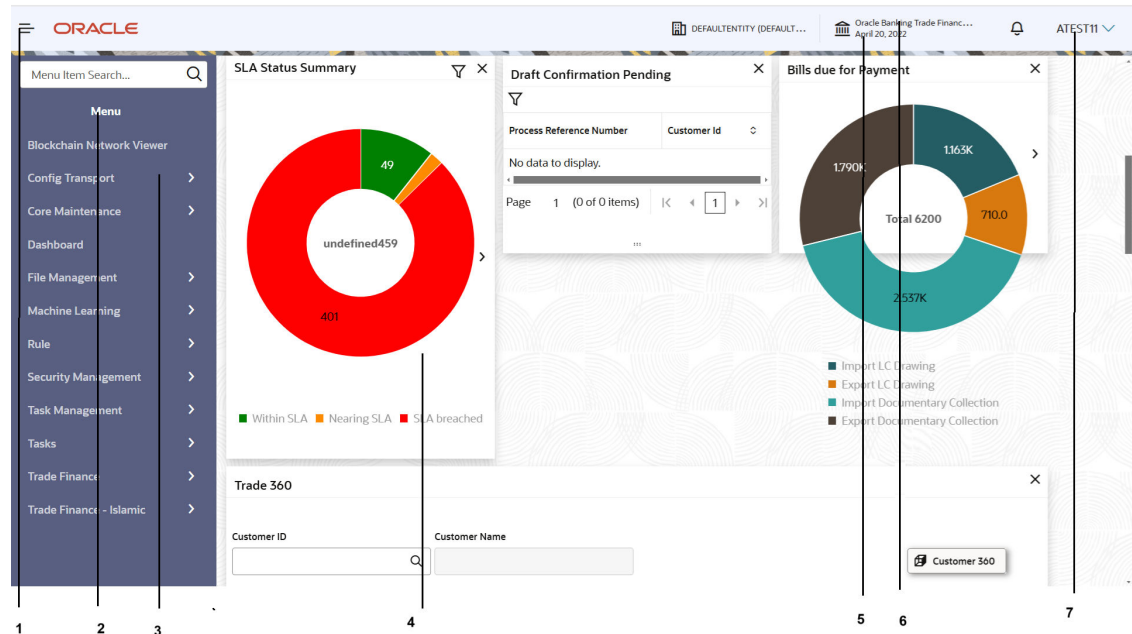 ORACLE
DEFAULTENTITY (DEFAULT...
Oracle Banking Trade Financ...
April 20, 2022
ATEST11
Menu Item Search...
Menu
Blockchain Network Viewer
Config Transport
Core Maintenance
Dashboard
File Management
Machine Learning
Rule
Security Management
Task Management
Tasks
Trade Finance
Trade Finance - Islamic
SLA Status Summary
49
undefined459
401
Within SLA
Nearing SLA
SLA breached
Draft Confirmation Pending
Process Reference Number
Customer Id
No data to display.
Page 1 (0 of 0 items)
1
Bills due for Payment
1.163K
1.790K
Total 6200
710.0
2.537K
Import LC Drawing
Export LC Drawing
Import Documentary Collection
Export Documentary Collection
Trade 360
Customer ID
Customer Name
Customer 360
1
2
3
4
5
6
7